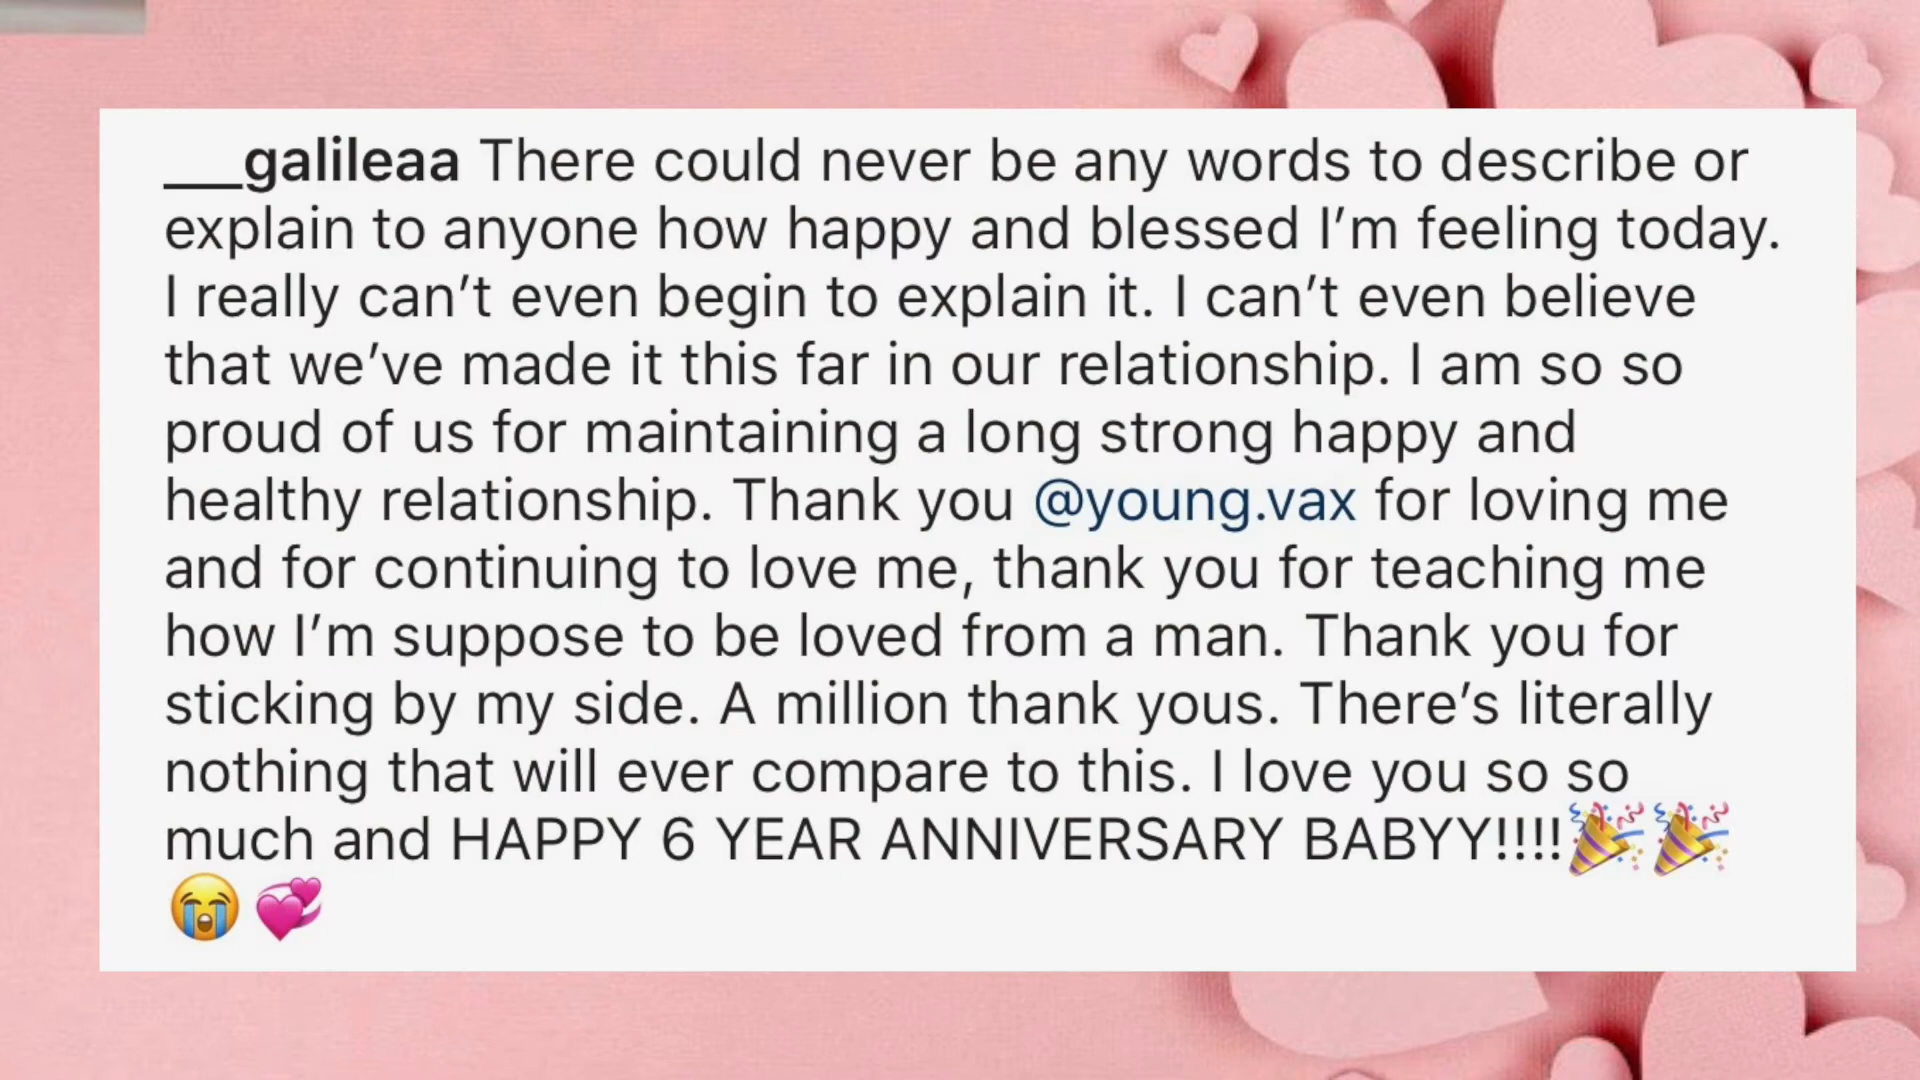 ___galileaa There could never be any words to describe or
explain to anyone how happy and blessed I’m feeling today.
I really can’t even begin to explain it. I can’t even believe
that we’ve made it this far in our relationship. I am so so
proud of us for maintaining a long strong happy and
healthy relationship. Thank you @young.vax for loving me
and for continuing to love me, thank you for teaching me
how I’m suppose to be loved from a man. Thank you for
sticking by my side. A million thank yous. There’s literally
nothing that will ever compare to this. I love you so so
much and HAPPY 6 YEAR ANNIVERSARY BABYY!!!!🎉🎉
😭💞